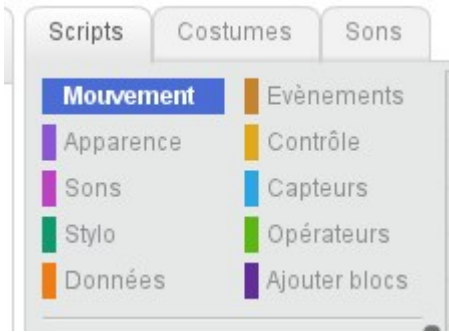 Scripts Costumes Sons
Mouvement Evènements
Apparence Contrôle
Sons Capteurs
Stylo Opérateurs
Données Ajouter blocs